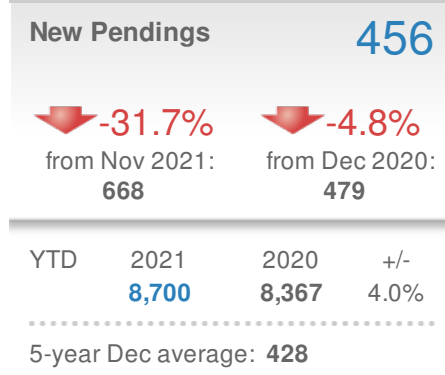 New Pendings 456
-31.7% -4.8%
from Nov 2021: from Dec 2020:
668 479
YTD 2021 2020 +/-
8,700 8,367 4.0%
5-year Dec average: 428